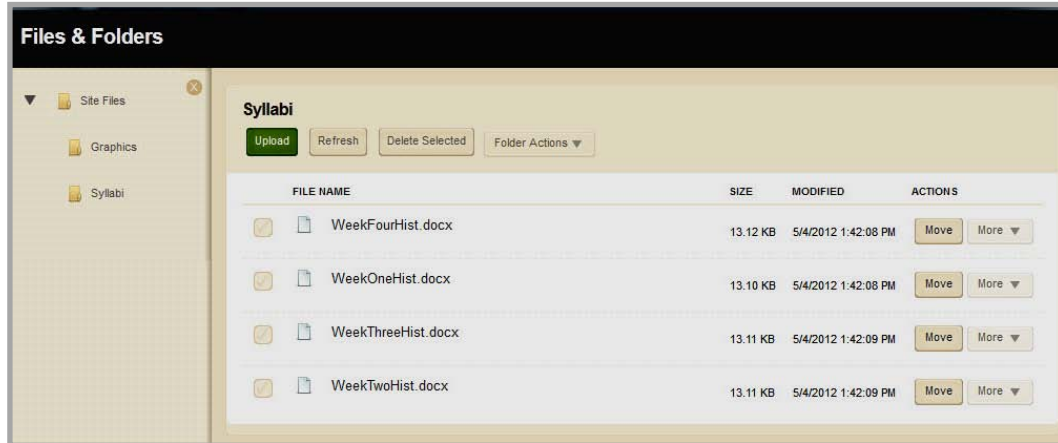 Files & Folders
Site Files
Graphics
Syllabi
Syllabi
Upload Refresh Delete Selected Folder Actions
FILE NAME SIZE MODIFIED ACTIONS
WeekFourHist.docx 13.12 KB 5/4/2012 1:42:08 PM Move More
WeekOneHist.docx 13.10 KB 5/4/2012 1:42:08 PM Move More
WeekThreeHist.docx 13.11 KB 5/4/2012 1:42:09 PM Move More
WeekTwoHist.docx 13.11 KB 5/4/2012 1:42:09 PM Move More